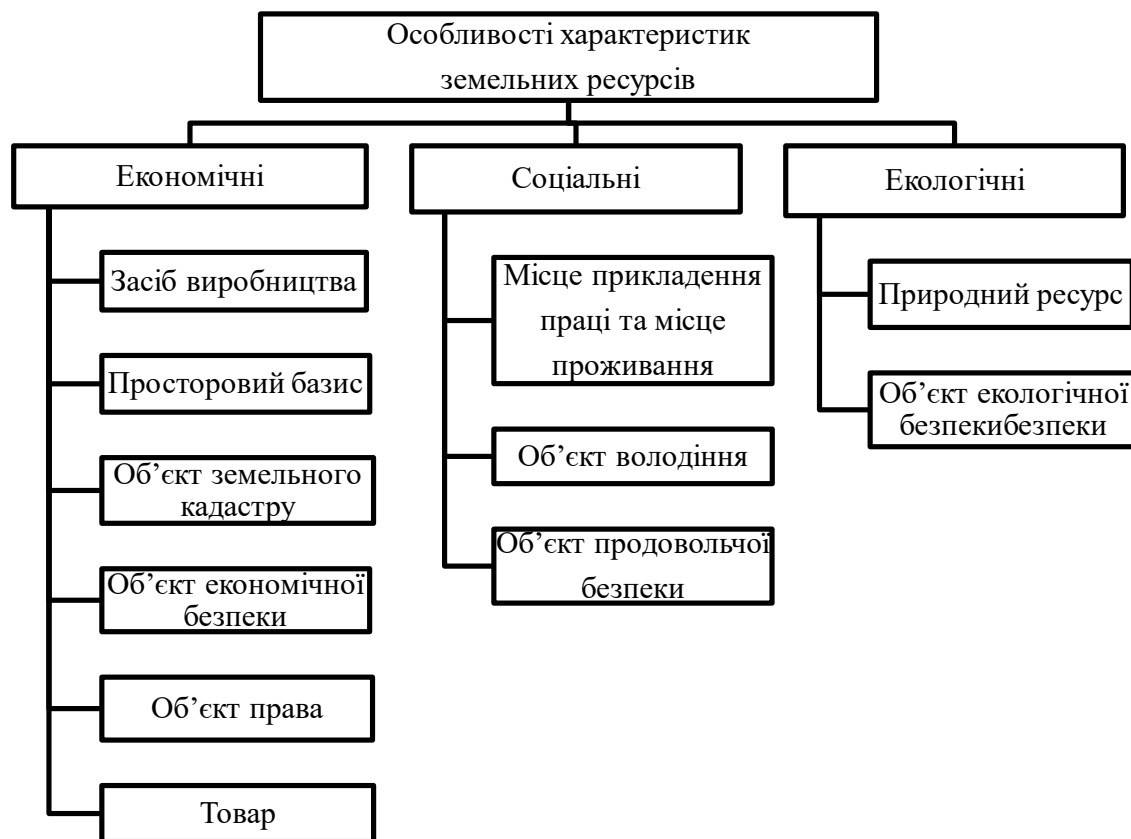 Особливості характеристик
земельних ресурсів
Економічні
Засіб виробництва
Просторовий базис
Об’єкт земельного
кадастру
Об’єкт економічної
безпеки
Об’єкт права
Товар
Соціальні
Місце прикладення
праці та місце
проживання
Об’єкт володіння
Об’єкт продовольчої
безпеки
Екологічні
Природний ресурс
Об’єкт екологічної
безпекибезпеки